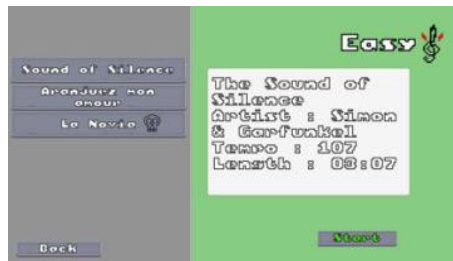 Sound of Silence
Aranjuez mon
amour
La Novia
Back
Easy
The Sound of
Silence
Artist : Simon
& Garfunkel
Tempo : 107
Length : 03:07
Start